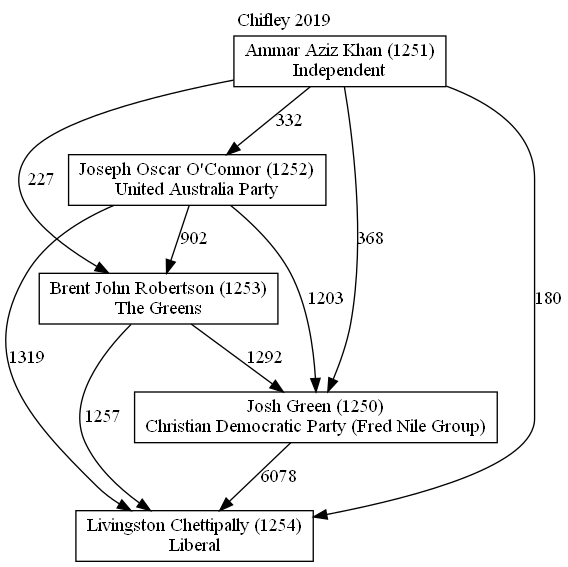 Chifley 2019
Ammar Aziz Khan (1251)
Independent
332
227
Joseph Oscar O'Connor (1252)
United Australia Party
902
368
Brent John Robertson (1253)
The Greens
1203
180
1319
1292
1257
Josh Green (1250)
Christian Democratic Party (Fred Nile Group)
6078
Livingston Chettipally (1254)
Liberal